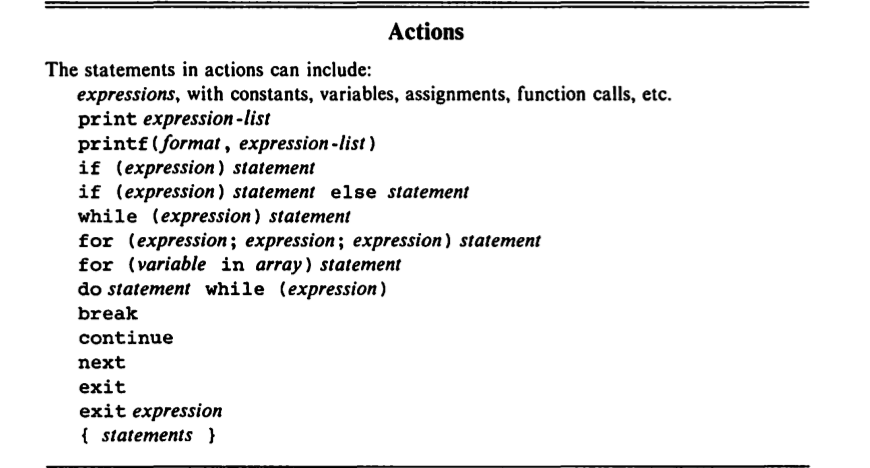 Actions
The statements in actions can include:
expressions, with constants, variables, assignments, function calls, etc.
print expression-list
printf(format, expression-list)
if (expression) statement
if (expression) statement else statement
while (expression) statement
for (expression; expression; expression) statement
for (variable in array) statement
do statement while (expression)
break
continue
next
exit
exit expression
{ statements }